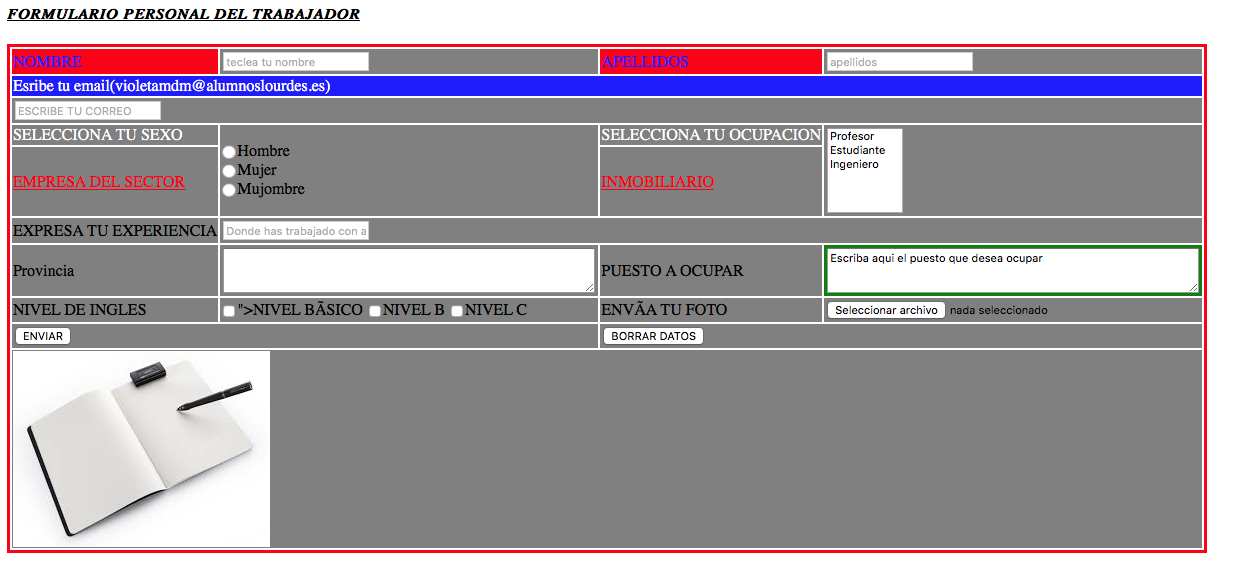 FORMULARIO PERSONAL DEL TRABAJADOR
NOMBRE teclea tu nombre APELLIDOS apellidos
Esribe tu email(violetamdm@alumnoslourdes.es)
ESCRIBE TU CORREO
SELECCIONA TU SEXO
Hombre
Mujer
Mujombre
SELECCIONA TU OCUPACION
Profesor
Estudiante
Ingeniero
EMPRESA DEL SECTOR
INMOBILIARIO
EXPRESA TU EXPERIENCIA Donde has trabajado con a
Provincia PUESTO A OCUPAR Escriba aqui el puesto que desea ocupar
NIVEL DE INGLES ">NIVEL BÃSICO NIVEL B NIVEL C ENVÃA TU FOTO Seleccionar archivo nada seleccionado
ENVIAR BORRAR DATOS